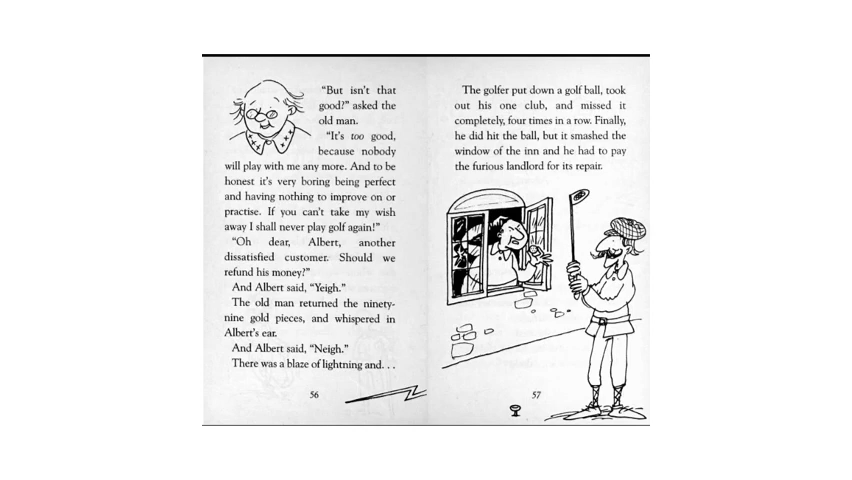 “But isn’t that
good?” asked the
old man.
“It’s too good,
because nobody
will play with me any more. And to be
honest it’s very boring being perfect
and having nothing to improve on or
practise. If you can’t take my wish
away I shall never play golf again!”
“Oh dear, Albert, another
dissatisfied customer. Should we
refund his money?”
And Albert said, “Yeigh.”
The old man returned the ninety-
nine gold pieces, and whispered in
Albert’s ear.
And Albert said, “Neigh.”
There was a blaze of lightning and. . .
56
The golfer put down a golf ball, took
out his one club, and missed it
completely, four times in a row. Finally,
he did hit the ball, but it smashed the
window of the inn and he had to pay
the furious landlord for its repair.
57